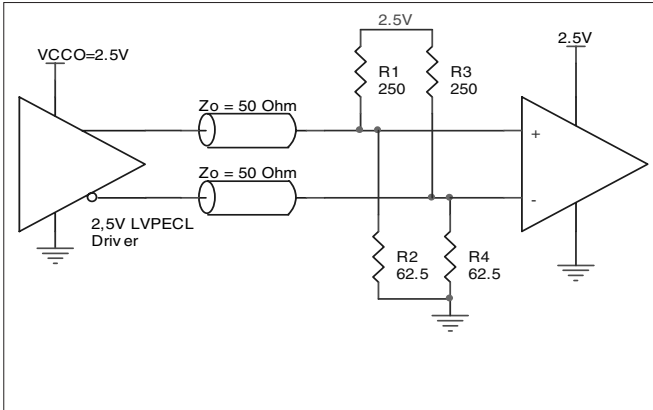 2.5V
VCCO=2.5V
2.5V
R1
250
R3
250
Zo = 50 Ohm
+
Zo = 50 Ohm
-
2,5V LVPECL
Driver
R2
62.5
R4
62.5